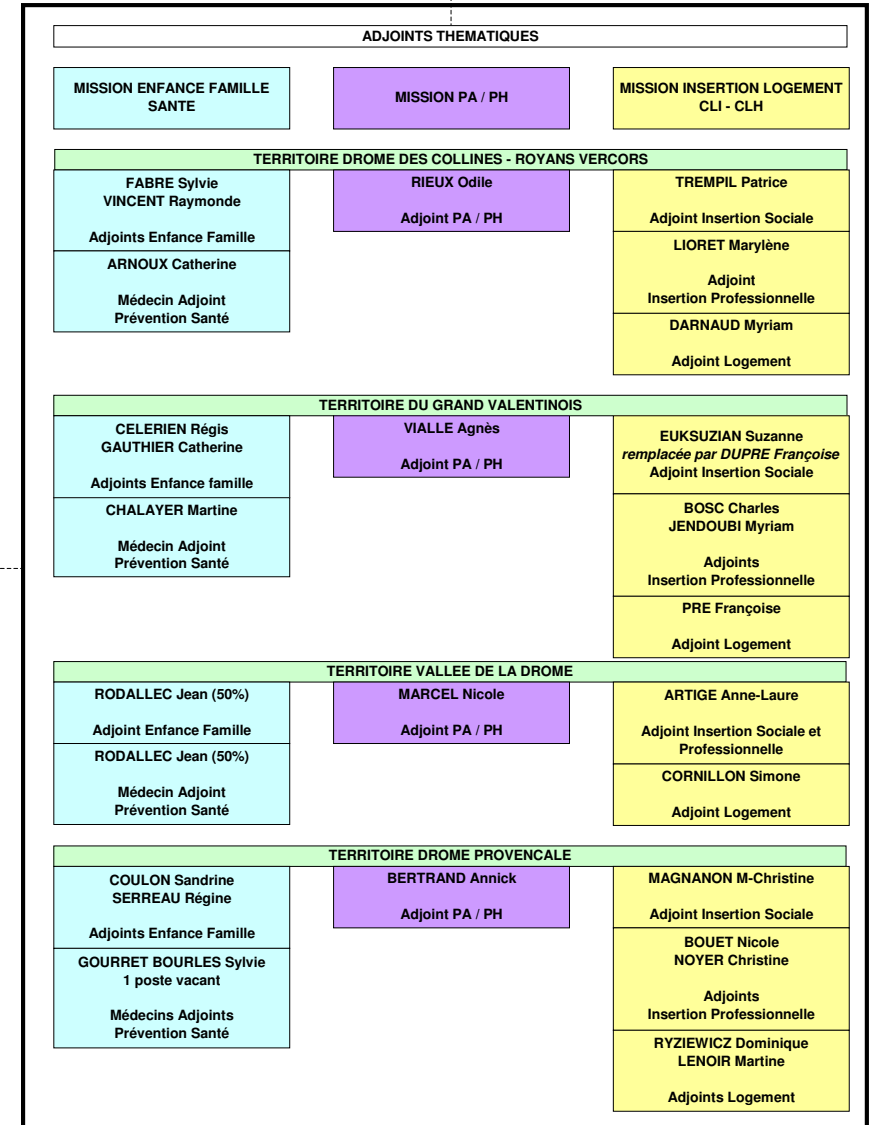 ADJOINTS THEMATIQUES
MISSION ENFANCE FAMILLE
SANTE
MISSION PA / PH
MISSION INSERTION LOGEMENT
CLI - CLH
TERRITOIRE DROME DES COLLINES - ROYANS VERCORS
FABRE Sylvie
VINCENT Raymonde
Adjoints Enfance Famille
ARNOUX Catherine
Médecin Adjoint
Prévention Santé
RIEUX Odile
Adjoint PA / PH
TREMPIL Patrice
Adjoint Insertion Sociale
LIORET Marylène
Adjoint
Insertion Professionnelle
DARNAUD Myriam
Adjoint Logement
TERRITOIRE DU GRAND VALENTINOIS
CELERIEN Régis
GAUTHIER Catherine
Adjoints Enfance famille
CHALAYER Martine
Médecin Adjoint
Prévention Santé
VIALLE Agnès
Adjoint PA / PH
EUKSUZIAN Suzanne
remplacée par DUPRE Françoise
Adjoint Insertion Sociale
BOSC Charles
JENDOUBI Myriam
Adjoints
Insertion Professionnelle
PRE Françoise
Adjoint Logement
TERRITOIRE VALLEE DE LA DROME
RODALLEC Jean (50%)
Adjoint Enfance Famille
RODALLEC Jean (50%)
Médecin Adjoint
Prévention Santé
MARCEL Nicole
Adjoint PA / PH
ARTIGE Anne-Laure
Adjoint Insertion Sociale et
Professionnelle
CORNILLON Simone
Adjoint Logement
TERRITOIRE DROME PROVENCALE
COULON Sandrine
SERREAU Régine
Adjoints Enfance Famille
GOURRET BOURLES Sylvie
1 poste vacant
Médecins Adjoints
Prévention Santé
BERTRAND Annick
Adjoint PA / PH
MAGNANON M-Christine
Adjoint Insertion Sociale
BOUET Nicole
NOYER Christine
Adjoints
Insertion Professionnelle
RYZIEWICZ Dominique
LENOIR Martine
Adjoints Logement